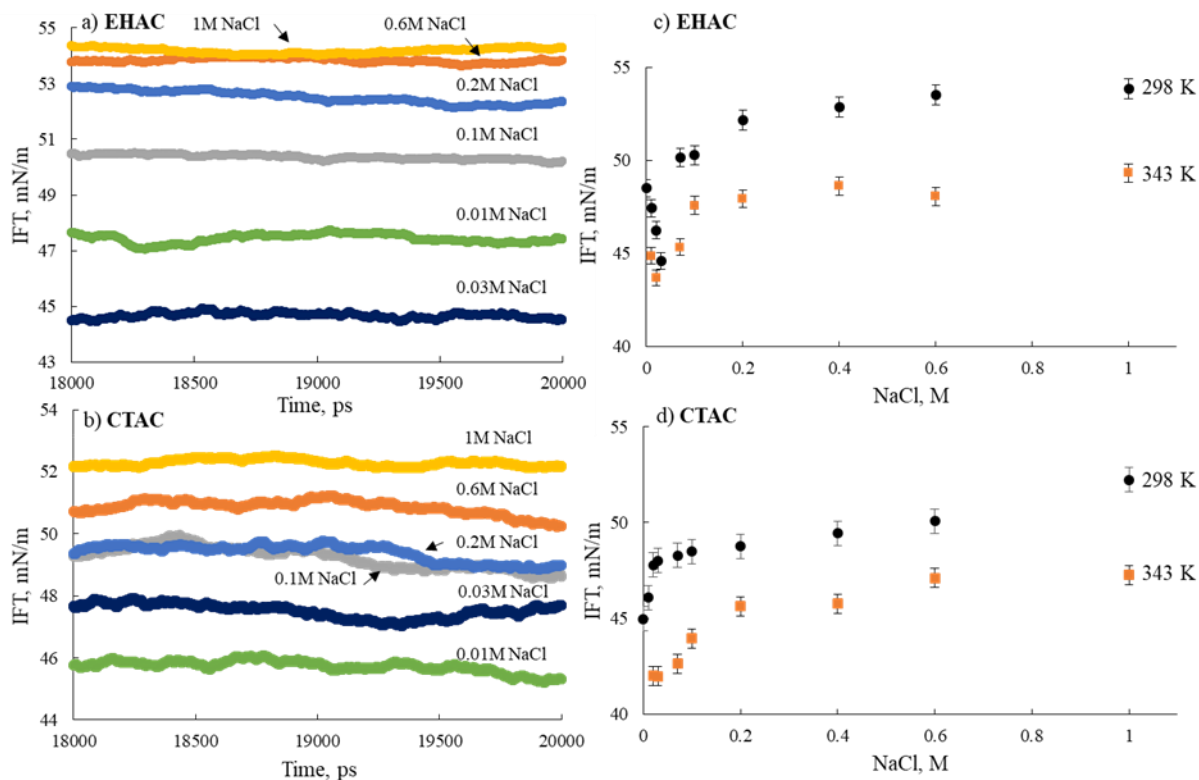 a) EHAC
1M NaCl
0.6M NaCl
0.2M NaCl
0.1M NaCl
0.01M NaCl
0.03M NaCl
IFT, mN/m
55
53
51
49
47
45
43
18000 18500 19000 19500 20000
Time, ps
b) CTAC
1M NaCl
0.6M NaCl
0.2M NaCl
0.1M NaCl
0.03M NaCl
0.01M NaCl
IFT, mN/m
54
52
50
48
46
44
18000 18500 19000 19500 20000
Time, ps
c) EHAC
298 K
343 K
IFT, mN/m
55
50
45
40
0 0.2 0.4 0.6 0.8 1
NaCl, M
d) CTAC
298 K
343 K
IFT, mN/m
55
50
45
40
0 0.2 0.4 0.6 0.8 1
NaCl, M